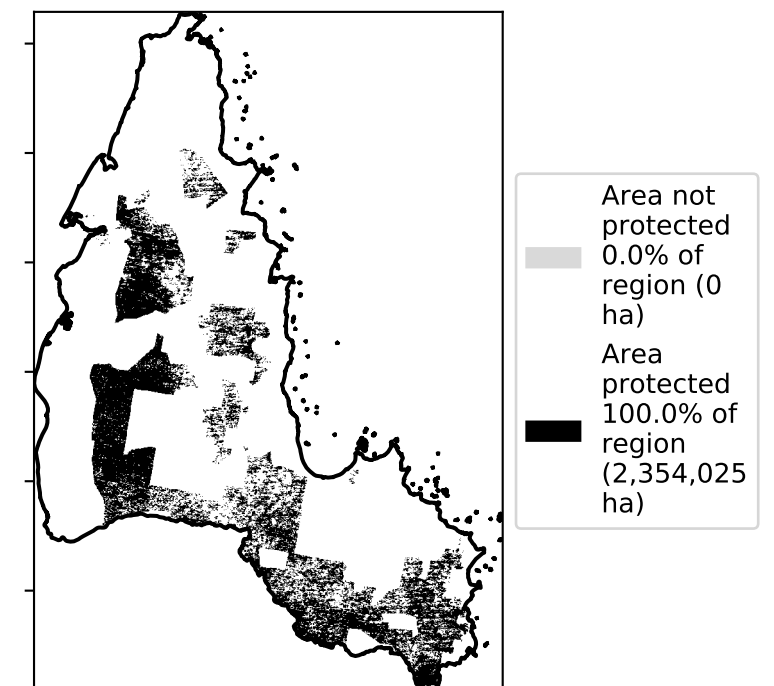 Area not
protected
0.0% of
region (0
ha)
Area
protected
100.0% of
region
(2,354,025
ha)